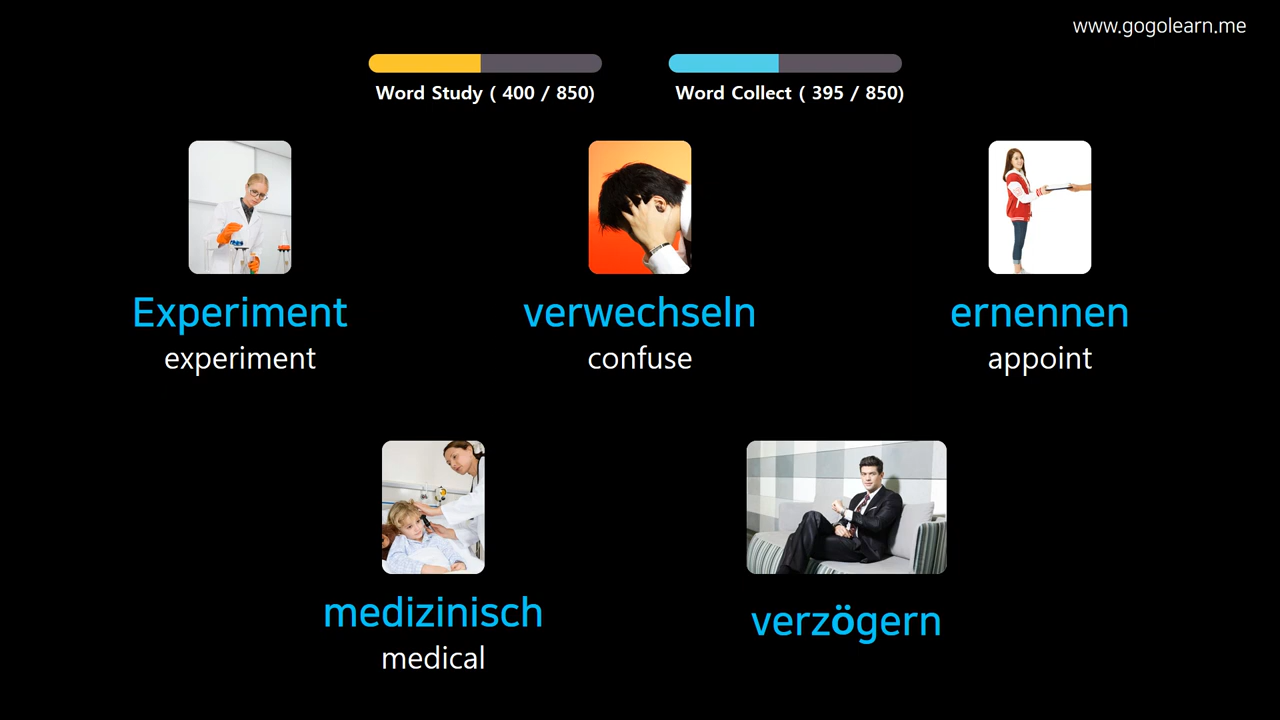 www.gogolearn.me
Word Study ( 400 / 850)
Word Collect ( 395 / 850)
Experiment
experiment
verwechseln
confuse
ernennen
appoint
medizinisch
medical
verzögern